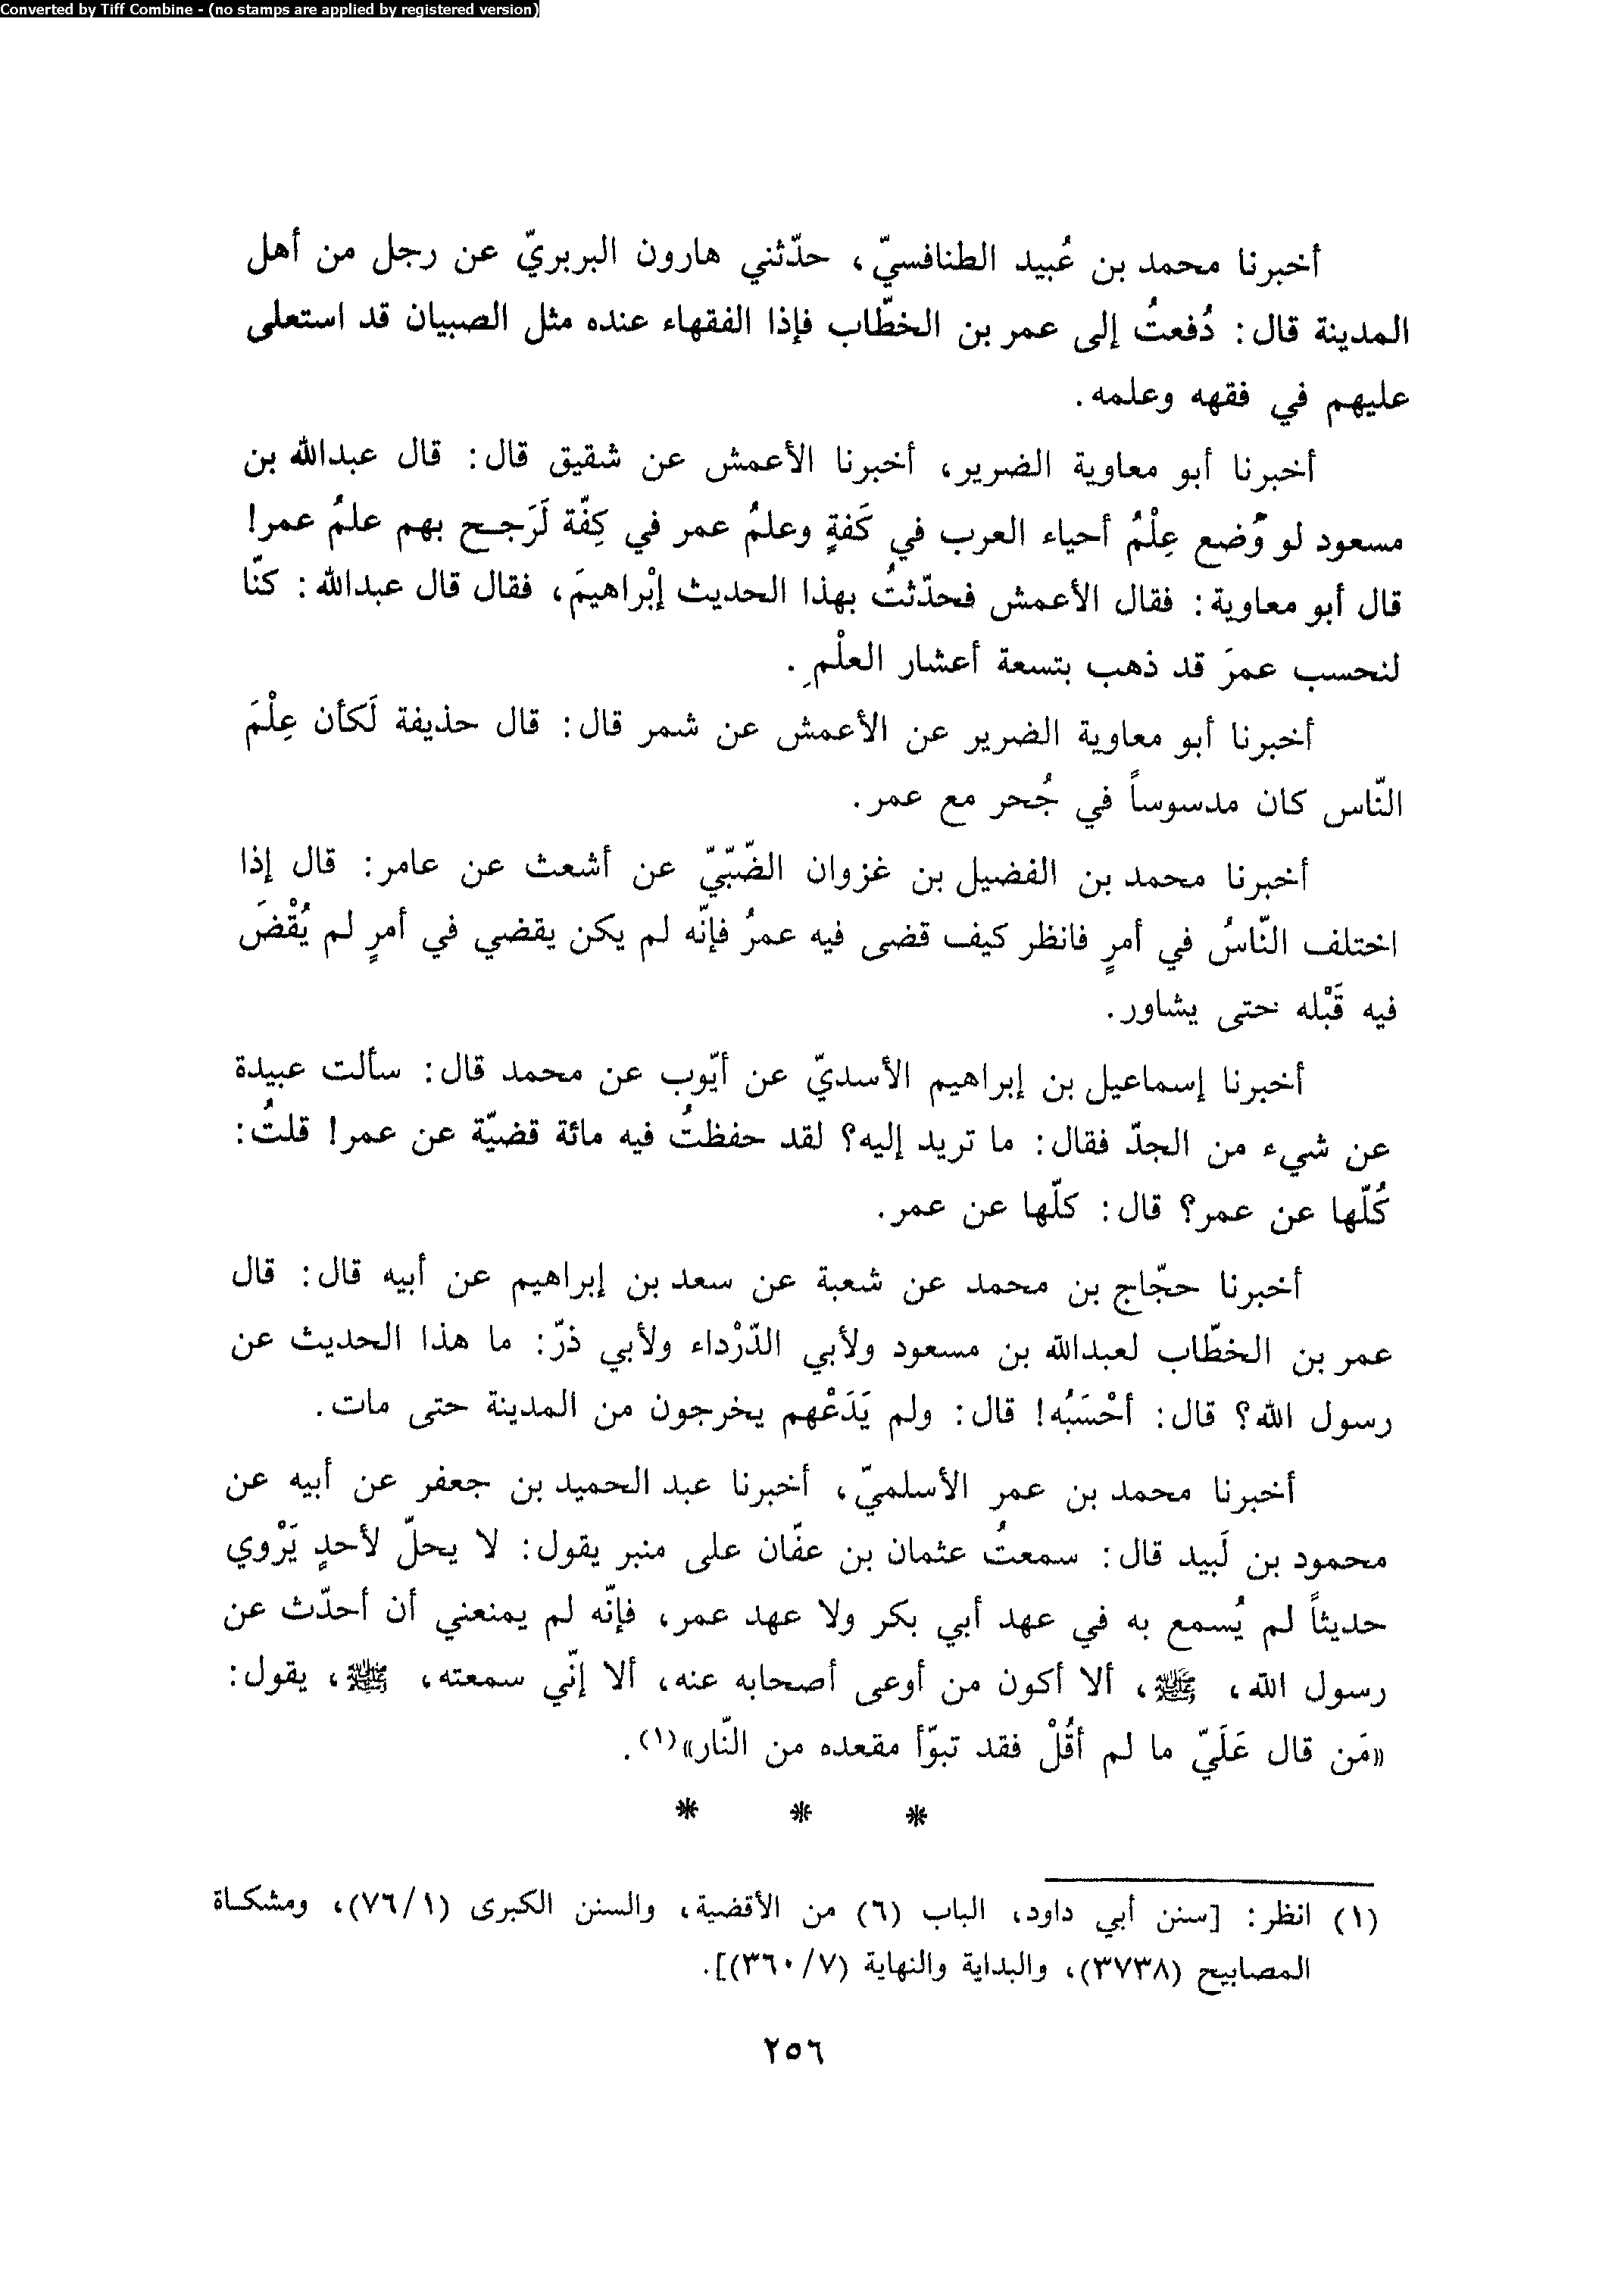 Converted by Tiff Combine - (no stamps are applied by registered version)
أخبرنا محمد بن عُبيد الطنافسيّ، حدّثني هارون البربريّ عن رجل من أهل
المدينة قال: دُفعتُ إلى عمر بن الخطّاب فإذا الفقهاء عنده مثل الصبيان قد استعلى
عليهم في فقهه وعلمه.
أخبرنا أبو معاوية الضرير، أخبرنا الأعمش عن شقيق قال: قال عبدالله بن
مسعود لو وُضع عِلْمُ أحياء العرب في كَفةٍ وعلمُ عمر في كِفّة لَرَجح بهم علمُ عمر!
قال أبو معاوية: فقال الأعمش فحدّثتُ بهذا الحديث إبْراهيمَ، فقال قال عبدالله: كنّا
لنحسب عمرَ قد ذهب بتسعة أعشار العلْمِ.
أخبرنا أبو معاوية الضرير عن الأعمش عن شمر قال: قال حذيفة لَكأن عِلْمَ
النّاس كان مدسوساً في جُحر مع عمر.
أخبرنا محمد بن الفضيل بن غزوان الضّبّيّ عن أشعث عن عامر: قال إذا
اختلف النّاسُ في أمرٍ فانظر كيف قضى فيه عمرُ فإنّه لم يكن يقضي في أمرٍ لم يُقْضَ
فيه قَبْله حتى يشاور.
أخبرنا إسماعيل بن إبراهيم الأسديّ عن أيّوب عن محمد قال: سألت عبيدة
عن شيء من الجدّ فقال: ما تريد إليه؟ لقد حفظتُ فيه مائة قضيّة عن عمر! قلتُ:
كُلّها عن عمر؟ قال: كلّها عن عمر.
أخبرنا حجّاج بن محمد عن شعبة عن سعد بن إبراهيم عن أبيه قال: قال
عمر بن الخطّاب لعبدالله بن مسعود ولأبي الدّرْداء ولأبي ذرّ: ما هذا الحديث عن
رسول الله؟ قال: أحْسَبُه! قال: ولم يَدَعْهم يخرجون من المدينة حتى مات.
أخبرنا محمد بن عمر الأسلميّ، أخبرنا عبد الحميد بن جعفر عن أبيه عن
محمود بن لَبيد قال: سمعتُ عثمان بن عفّان على منبر يقول: لا يحلّ لأحدٍ يَرْوي
حديثاً لم يُسمع به في عهد أبي بكر ولا عهد عمر، فإنّه لم يمنعني أن أحدّث عن
رسول الله، ﷺ، ألا أكون من أوعى أصحابه عنه، ألا إنّي سمعته، ﷺ، يقول:
«مَن قال عَلَيّ ما لم أقُلْ فقد تبوّأ مقعده من النّار»(١).
* * *
(١) انظر: [سنن أبي داود، الباب (٦) من الأقضية، والسنن الكبرى (٧٦/١)، ومشكاة
المصابيح (٣٧٣٨)، والبداية والنهاية (٣٦٠/٧)].
٢٥٦